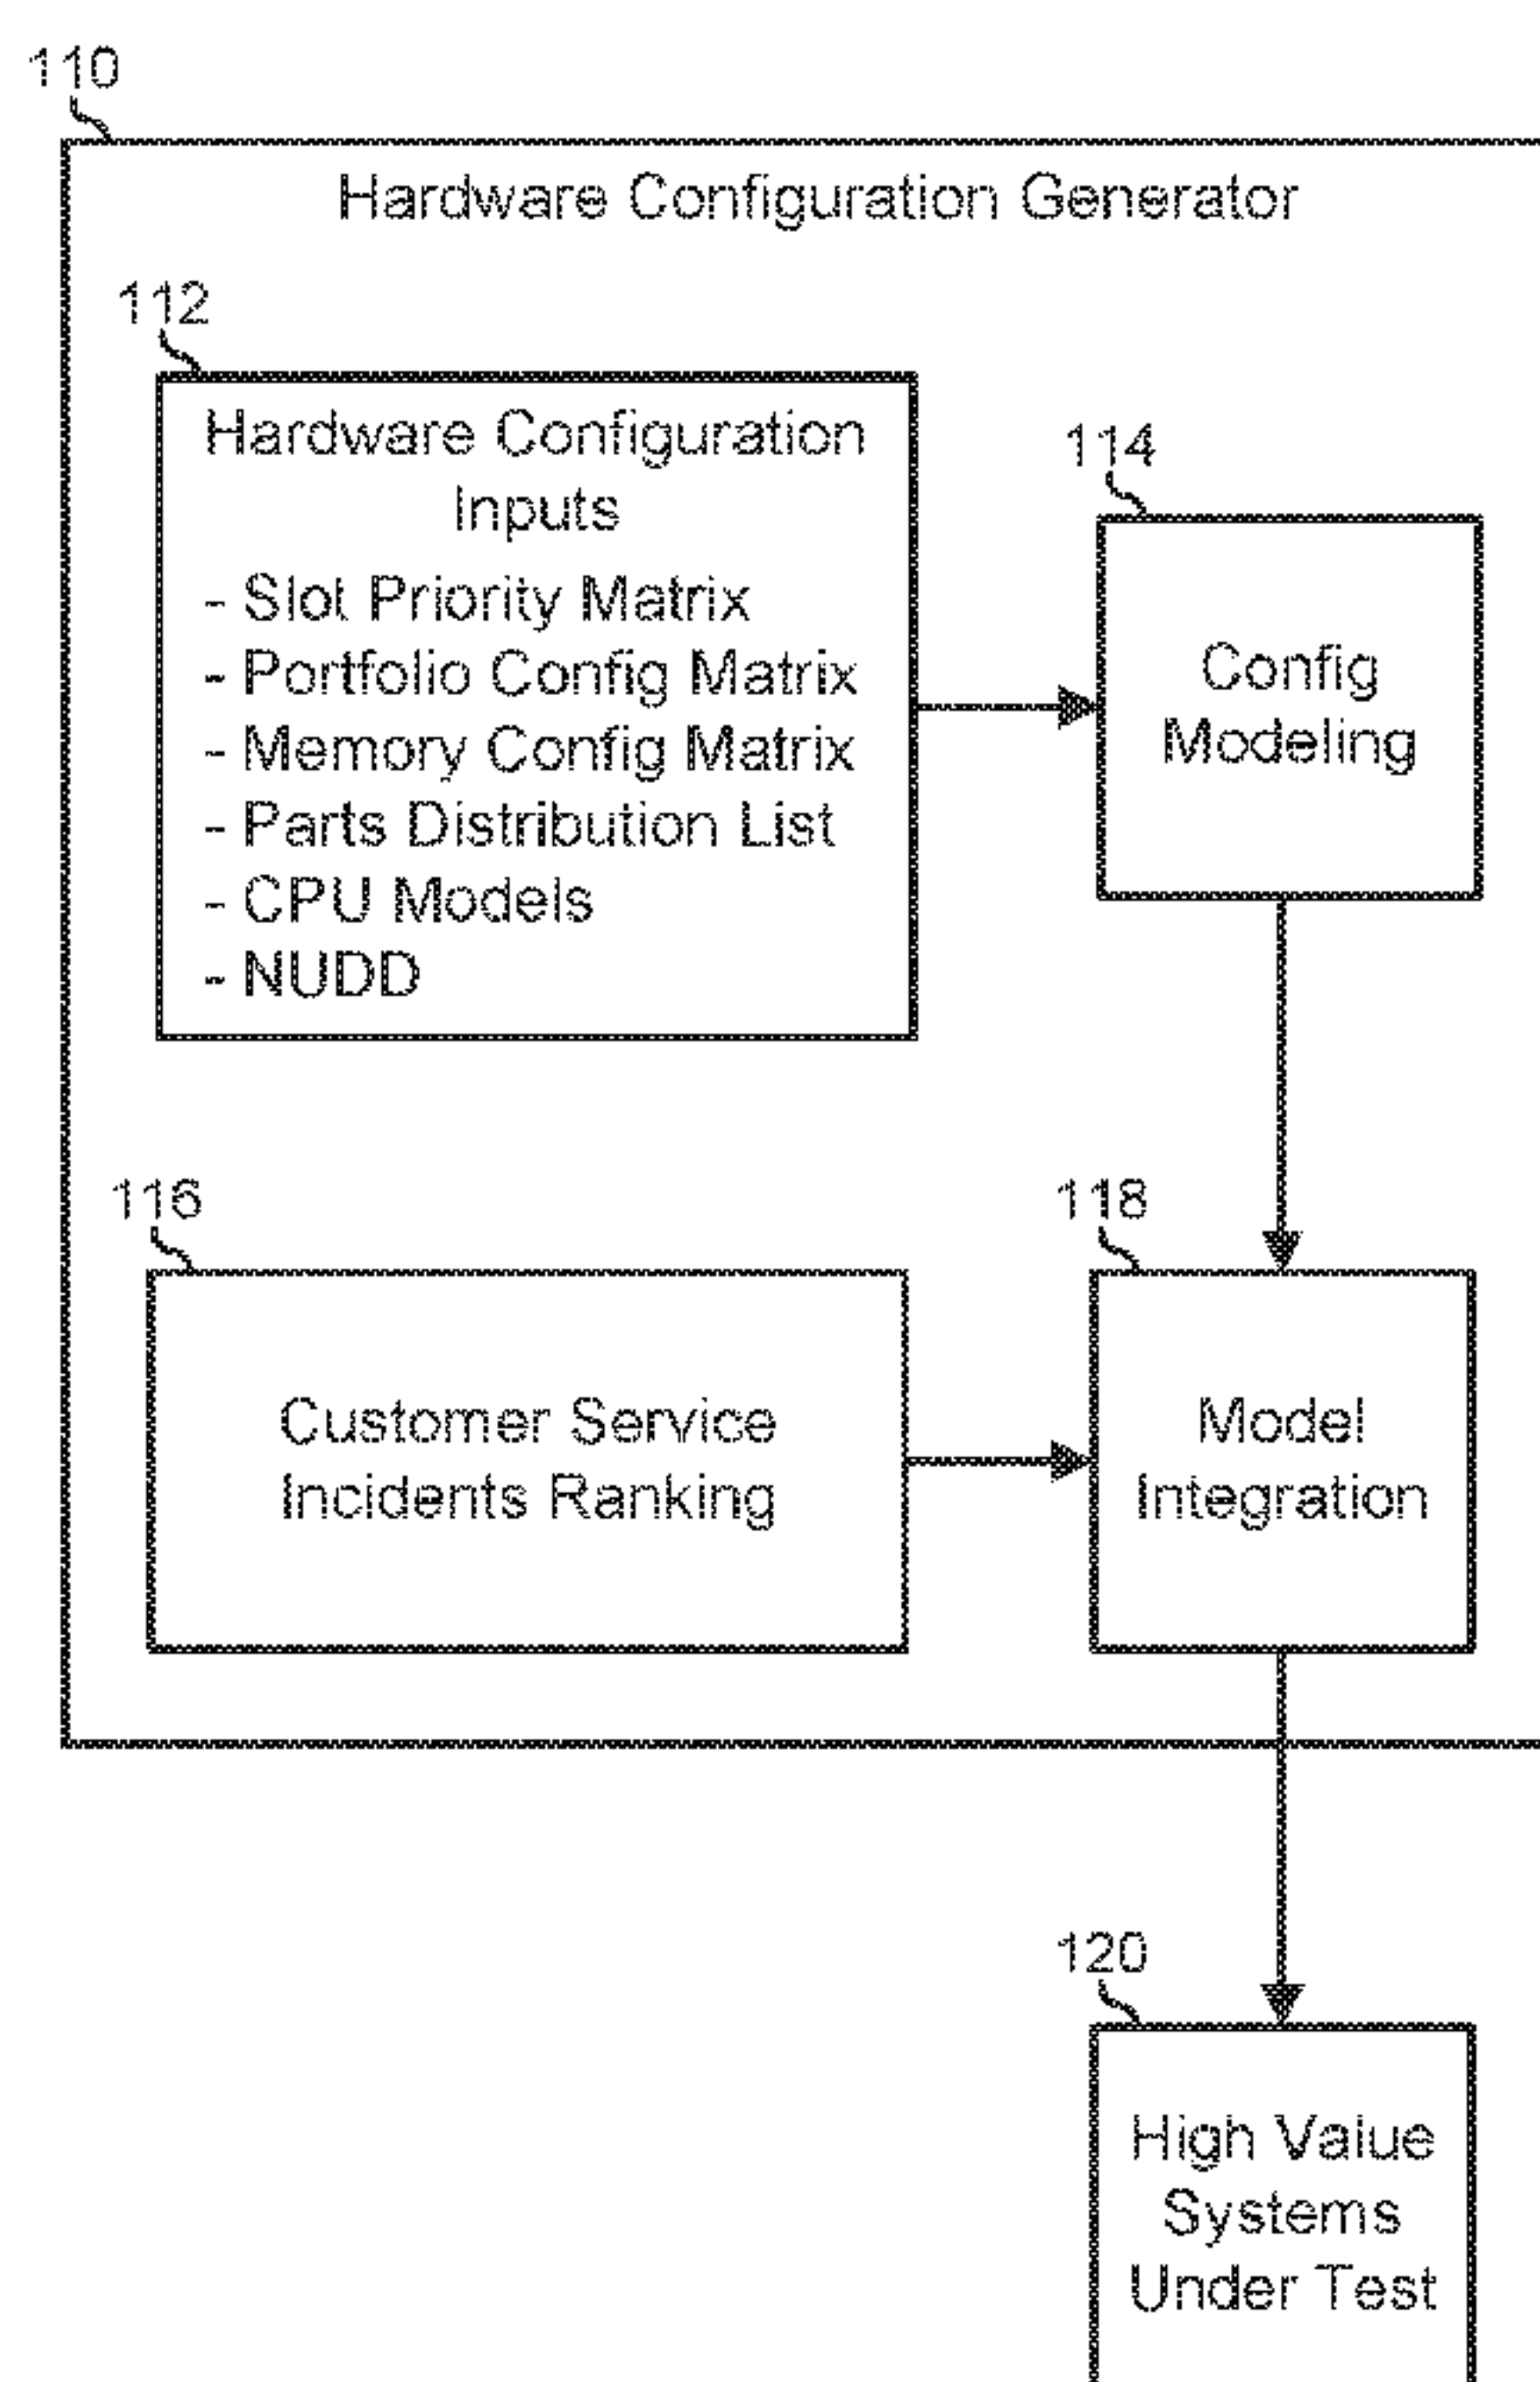 110
Hardware Configuration Generator
112
Hardware Configuration
Inputs
- Slot Priority Matrix
- Portfolio Config Matrix
- Memory Config Matrix
- Parts Distribution List
- CPU Models
- NUDD
114
Config
Modeling
116
Customer Service
Incidents Ranking
118
Model
Integration
120
High Value
Systems
Under Test